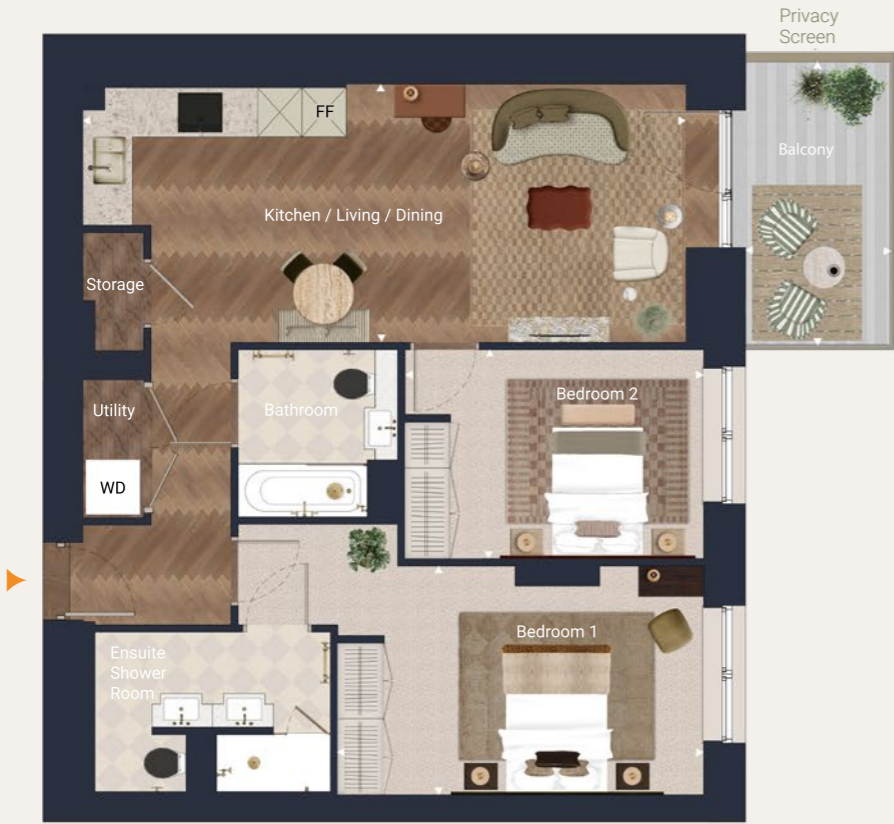 Privacy
Screen
FF
Balcony
Kitchen / Living / Dining
Storage
Bedroom 2
Utility
Bathroom
WD
Bedroom 1
Ensuite
Shower
Room